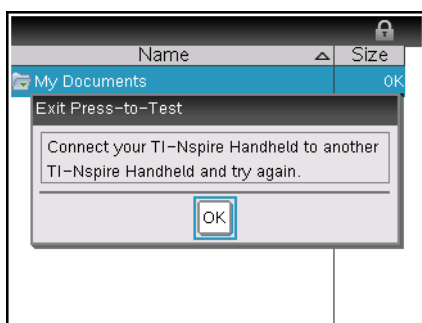 Name Size
My Documents 0K
Exit Press-to-Test
Connect your TI-Nspire Handheld to another
TI-Nspire Handheld and try again.
OK